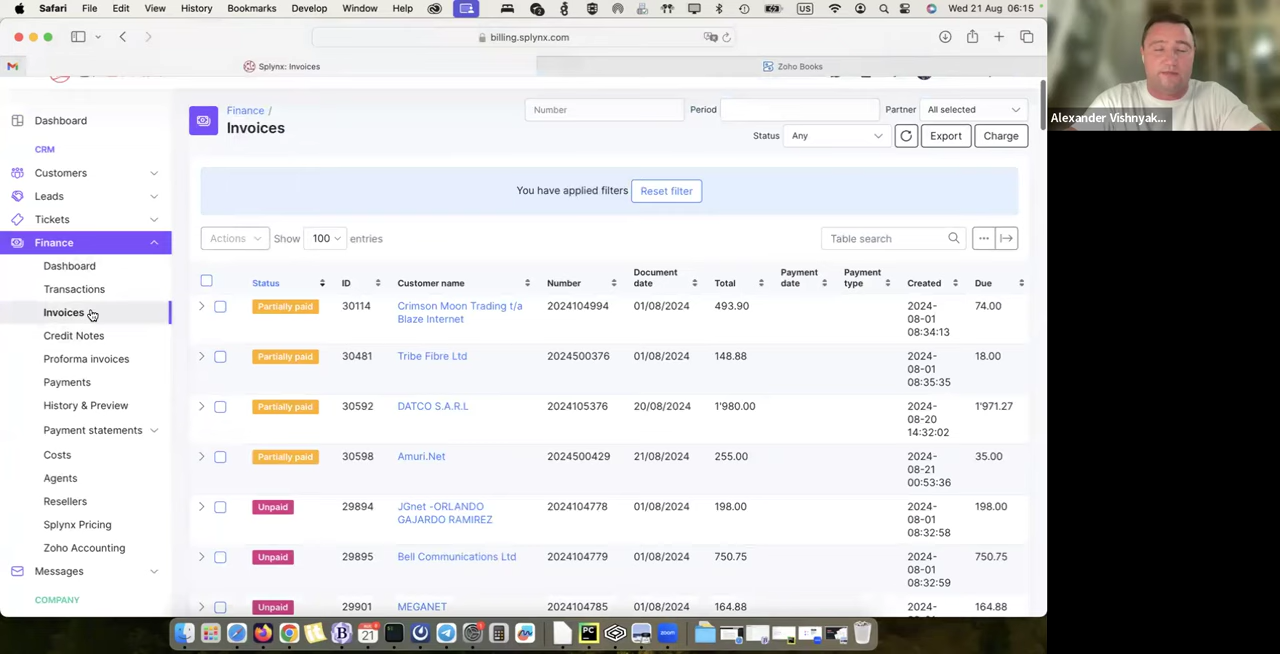 Safari File Edit View History Bookmarks Develop Window Help US Wed 21 Aug 06:15
billing.splynx.com
Splynx: Invoices
Zoho Books
Dashboard
CRM
Customers
Leads
Tickets
Finance
Dashboard
Transactions
Invoices
Credit Notes
Proforma invoices
Payments
History & Preview
Payment statements
Costs
Agents
Resellers
Splynx Pricing
Zoho Accounting
Messages
COMPANY
Finance /
Invoices
Number
Period
Partner All selected
Status Any
Export
Charge
You have applied filters Reset filter
Actions Show 100 entries
Table search
Status ID Customer name Number Document date Total Payment date Payment type Created Due
Partially paid 30114 Crimson Moon Trading t/a Blaze Internet 2024104994 01/08/2024 493.90 2024-08-01 08:34:13 74.00
Partially paid 30481 Tribe Fibre Ltd 2024500376 01/08/2024 148.88 2024-08-01 08:35:35 18.00
Partially paid 30592 DATCO S.A.R.L 2024105376 20/08/2024 1'980.00 2024-08-20 14:32:02 1'971.27
Partially paid 30598 Amuri.Net 2024500429 21/08/2024 255.00 2024-08-21 00:53:36 35.00
Unpaid 29894 JGnet -ORLANDO GAJARDO RAMIREZ 2024104778 01/08/2024 198.00 2024-08-01 08:32:58 198.00
Unpaid 29895 Bell Communications Ltd 2024104779 01/08/2024 750.75 2024-08-01 08:32:59 750.75
Unpaid 29901 MEGANET 2024104785 01/08/2024 164.88 2024- 164.88
Alexander Vishnyak...
21
PC